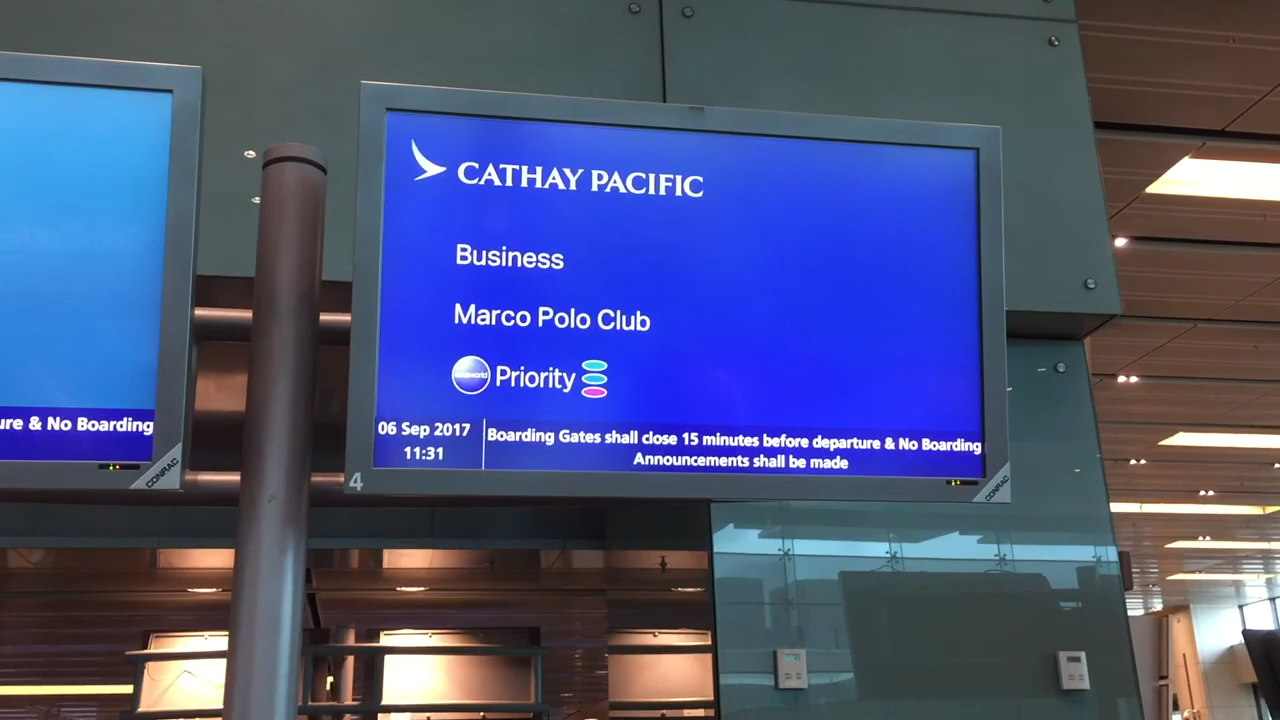 CATHAY PACIFIC
Business
Marco Polo Club
Priority
06 Sep 2017
11:31
Boarding Gates shall close 15 minutes before departure & No Boarding
Announcements shall be made
4
CONRAC
ure & No Boarding
CONRAC